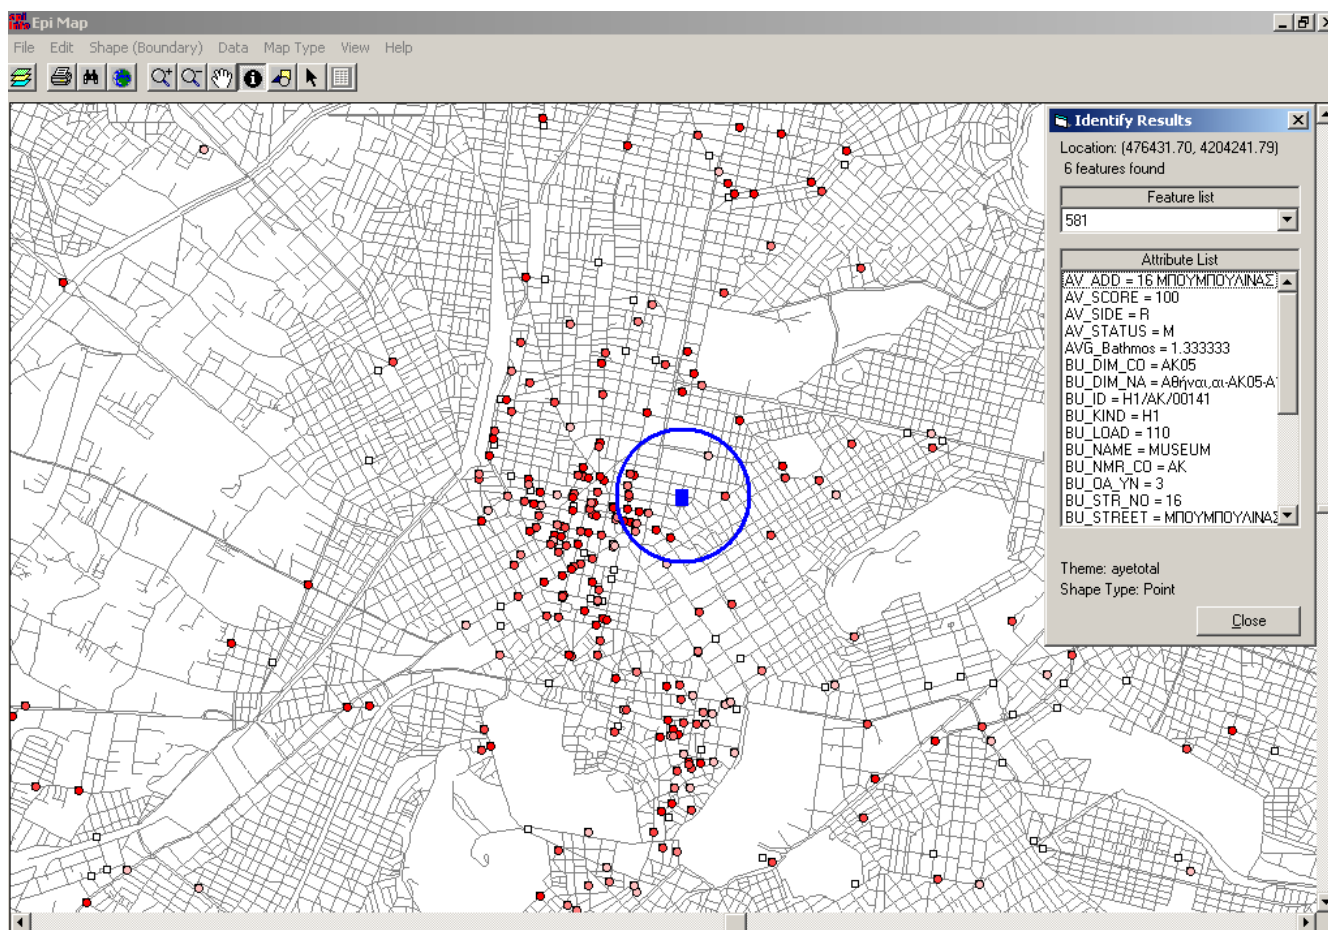 Epi Map
File Edit Shape (Boundary) Data Map Type View Help
Identify Results
Location: (476431.70, 4204241.79)
6 features found
Feature list
581
Attribute List
AV_ADD = 16 ΜΠΟΥΜΠΟΥΛΙΝΑΣ
AV_SCORE = 100
AV_SIDE = R
AV_STATUS = M
AVG_Bathmos = 1.333333
BU_DIM_CO = AK05
BU_DIM_NA = Αθήναι,αι-AK05-Α
BU_ID = H1/AK/00141
BU_KIND = H1
BU_LOAD = 110
BU_NAME = MUSEUM
BU_NMR_CO = AK
BU_OA_YN = 3
BU_STR_NO = 16
BU_STREET = ΜΠΟΥΜΠΟΥΛΙΝΑΣ
Theme: ayetotal
Shape Type: Point
Close